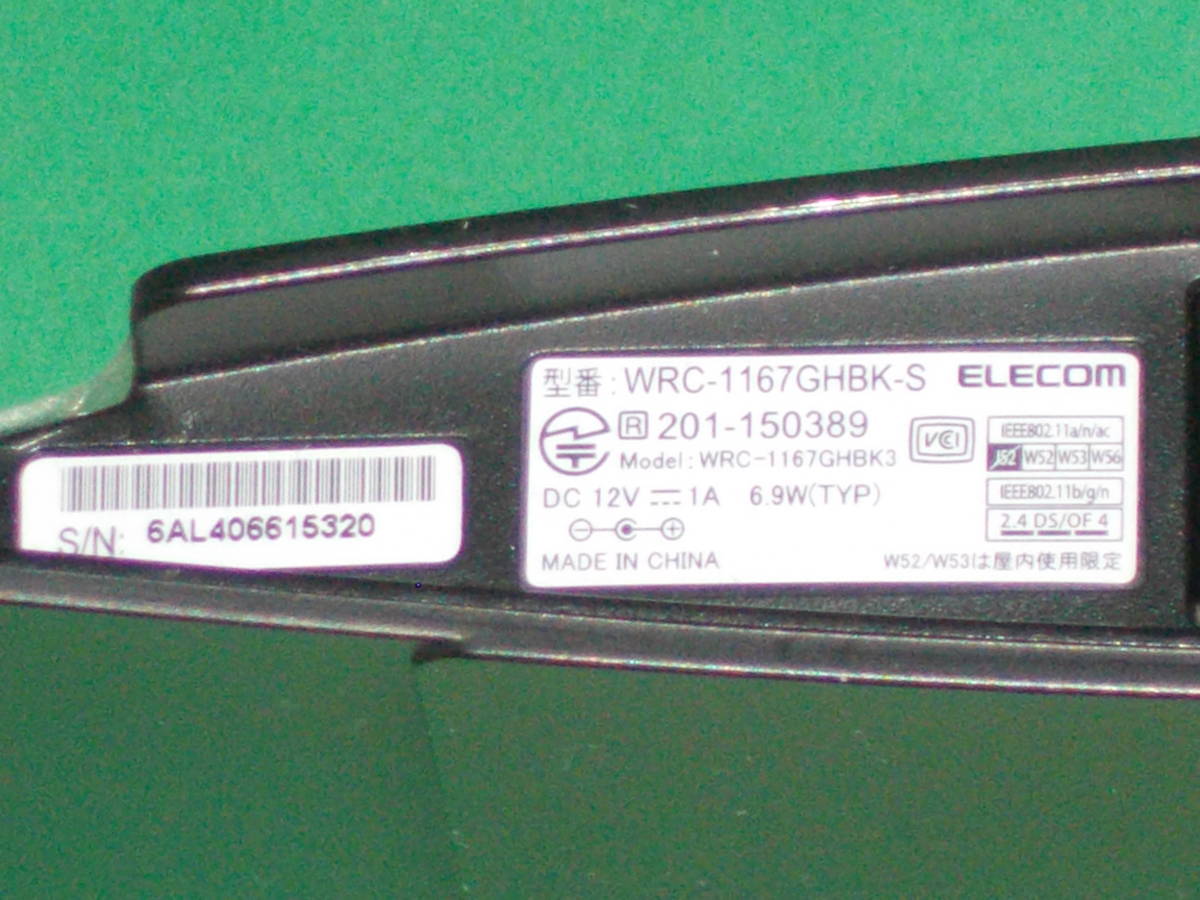 型番：WRC-1167GHBK-S ELECOM
R 201-150389
Model：WRC-1167GHBK3
VCCI
IEEE802.11a/n/ac
J52 W52 W53 W56
IEEE802.11b/g/n
2.4 DS/OF 4
DC 12V 1A 6.9W(TYP)
MADE IN CHINA
W52/W53は屋内使用限定
S/N: 6AL406615320